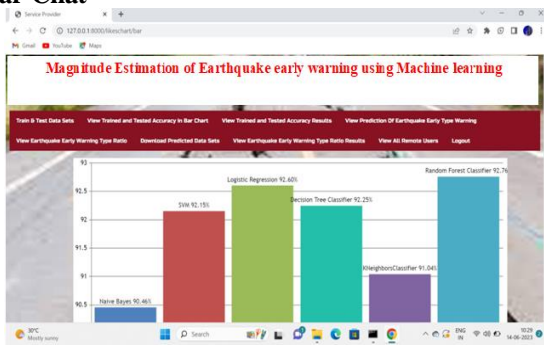 ar Chat
Service Provider
127.0.0.1:8000/likeschart/bar
Gmail YouTube Maps
Magnitude Estimation of Earthquake early warning using Machine learning
Train & Test Data Sets View Trained and Tested Accuracy in Bar Chart View Trained and Tested Accuracy Results View Prediction Of Earthquake Early Type Warning
View Earthquake Early Warning Type Ratio Download Predicted Data Sets View Earthquake Early Warning Type Ratio Results View All Remote Users Logout
93
Random Forest Classifier 92.76
Logistic Regression 92.60%
92.5
Decision Tree Classifier 92.25%
SVM 92.15%
92
91.5
KNeighborsClassifier 91.04%
91
Naive Bayes 90.46%
90.5
30°C
Mostly sunny
Search
ENG
IN
10:29
14-06-2023